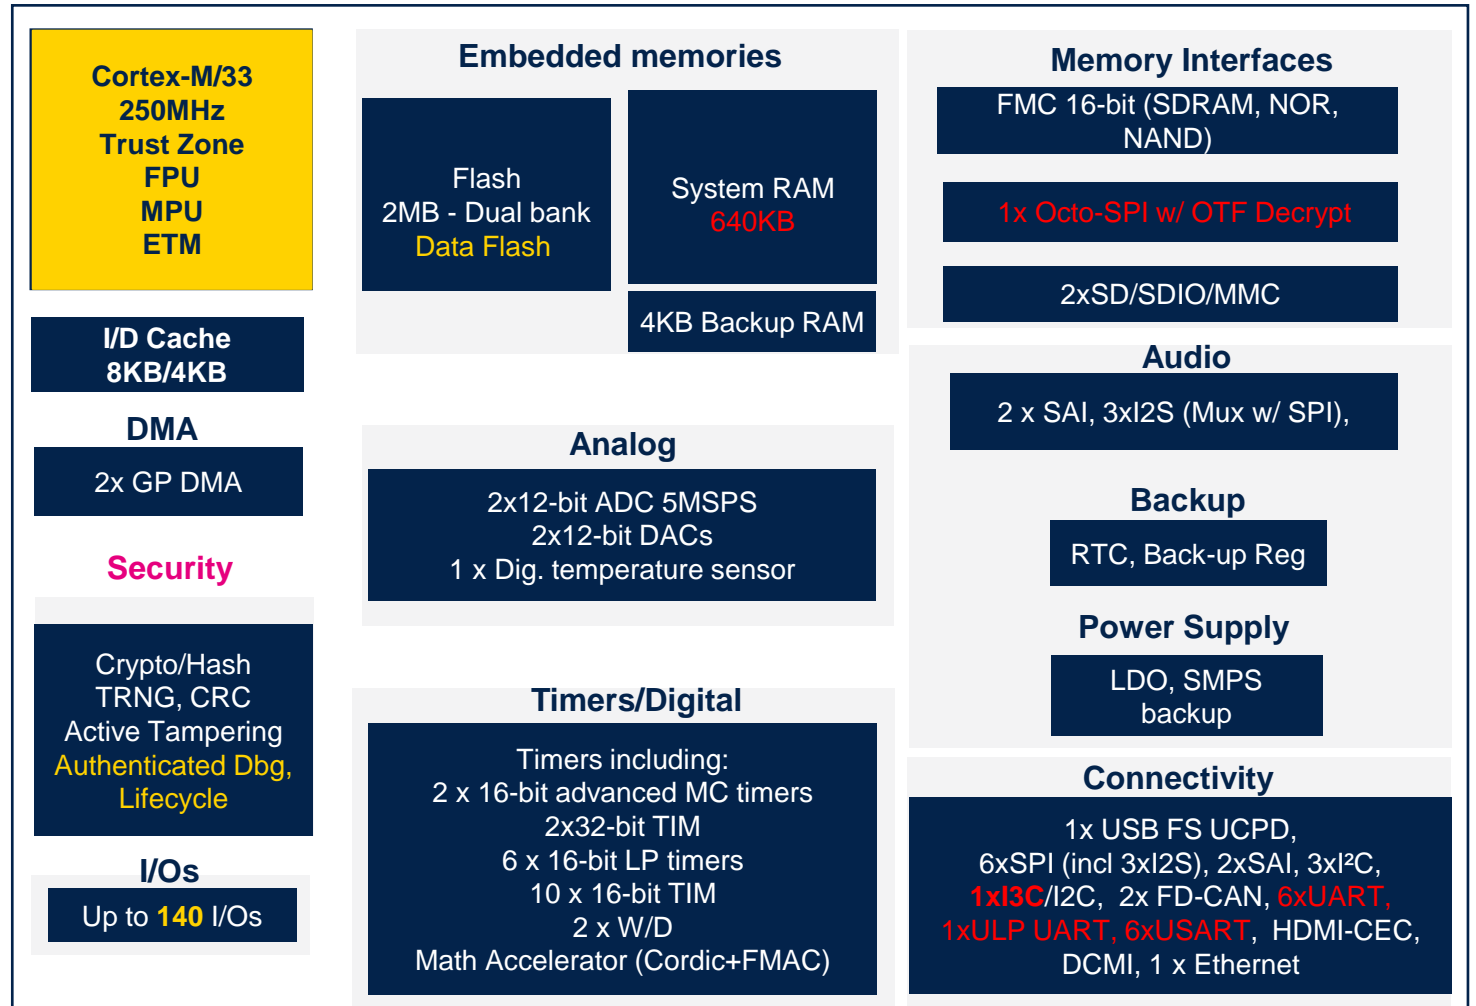 Cortex-M/33
250MHz
Trust Zone
FPU
MPU
ETM
I/D Cache
8KB/4KB
DMA
2x GP DMA
Security
Crypto/Hash
TRNG, CRC
Active Tampering
Authenticated Dbg,
Lifecycle
I/Os
Up to 140 I/Os
Embedded memories
Flash
2MB - Dual bank
Data Flash
System RAM
640KB
4KB Backup RAM
Analog
2x12-bit ADC 5MSPS
2x12-bit DACs
1 x Dig. temperature sensor
Timers/Digital
Timers including:
2 x 16-bit advanced MC timers
2x32-bit TIM
6 x 16-bit LP timers
10 x 16-bit TIM
2 x W/D
Math Accelerator (Cordic+FMAC)
Memory Interfaces
FMC 16-bit (SDRAM, NOR,
NAND)
1x Octo-SPI w/ OTF Decrypt
2xSD/SDIO/MMC
Audio
2 x SAI, 3xI2S (Mux w/ SPI),
Backup
RTC, Back-up Reg
Power Supply
LDO, SMPS
backup
Connectivity
1x USB FS UCPD,
6xSPI (incl 3xI2S), 2xSAI, 3xI²C,
1xI3C/I2C, 2x FD-CAN, 6xUART,
1xULP UART, 6xUSART, HDMI-CEC,
DCMI, 1 x Ethernet